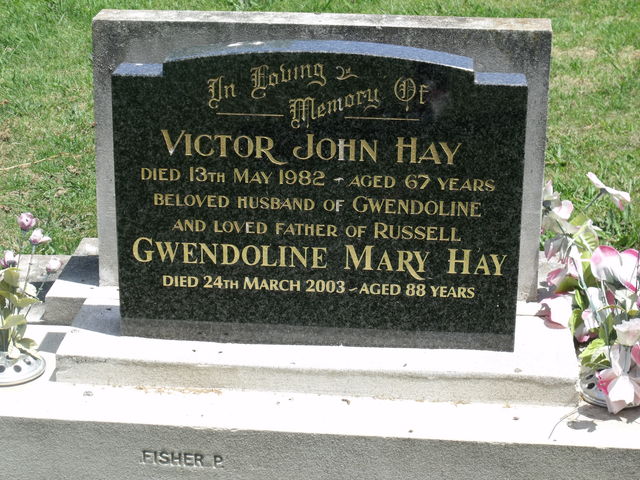 In Loving
Memory Of
VICTOR JOHN HAY
DIED 13TH MAY 1982 - AGED 67 YEARS
BELOVED HUSBAND OF GWENDOLINE
AND LOVED FATHER OF RUSSELL
GWENDOLINE MARY HAY
DIED 24TH MARCH 2003 - AGED 88 YEARS
FISHER P.